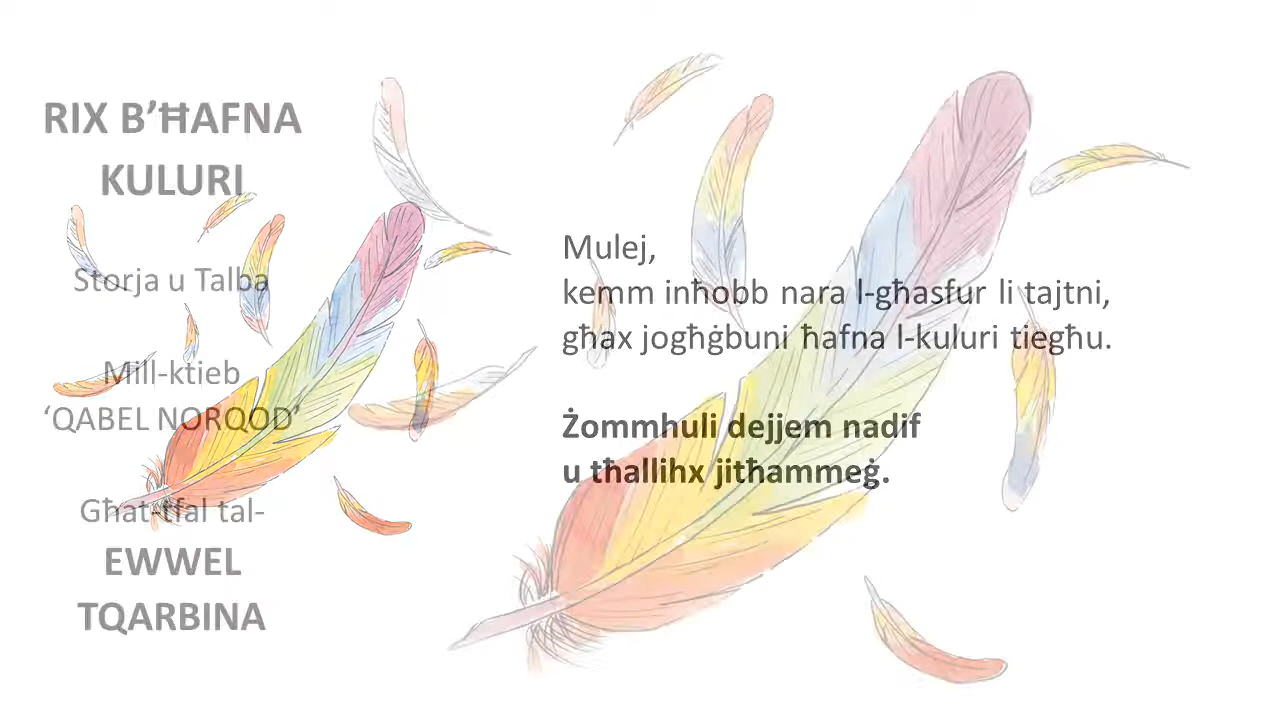 RIX B’ĦAFNA
KULURI
Storja u Talba
Mill-ktieb
‘QABEL NORQOD’
Għat-tfal tal-
EWWEL
TQARBINA
Mulej,
kemm inħobb nara l-għasfur li tajtni,
għax jogħġbuni ħafna l-kuluri tiegħu.
Żommhuli dejjem nadif
u tħallihx jitħammeġ.